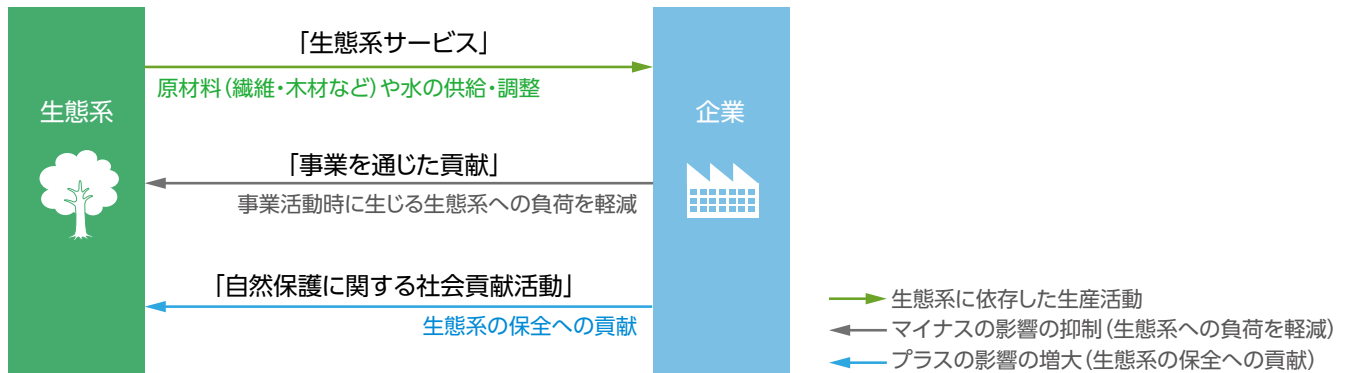 「生態系サービス」
原材料(繊維・木材など)や水の供給・調整
生態系
企業
「事業を通じた貢献」
事業活動時に生じる生態系への負荷を軽減
「自然保護に関する社会貢献活動」
生態系の保全への貢献
生態系に依存した生産活動
マイナスの影響の抑制(生態系への負荷を軽減)
プラスの影響の増大(生態系の保全への貢献)